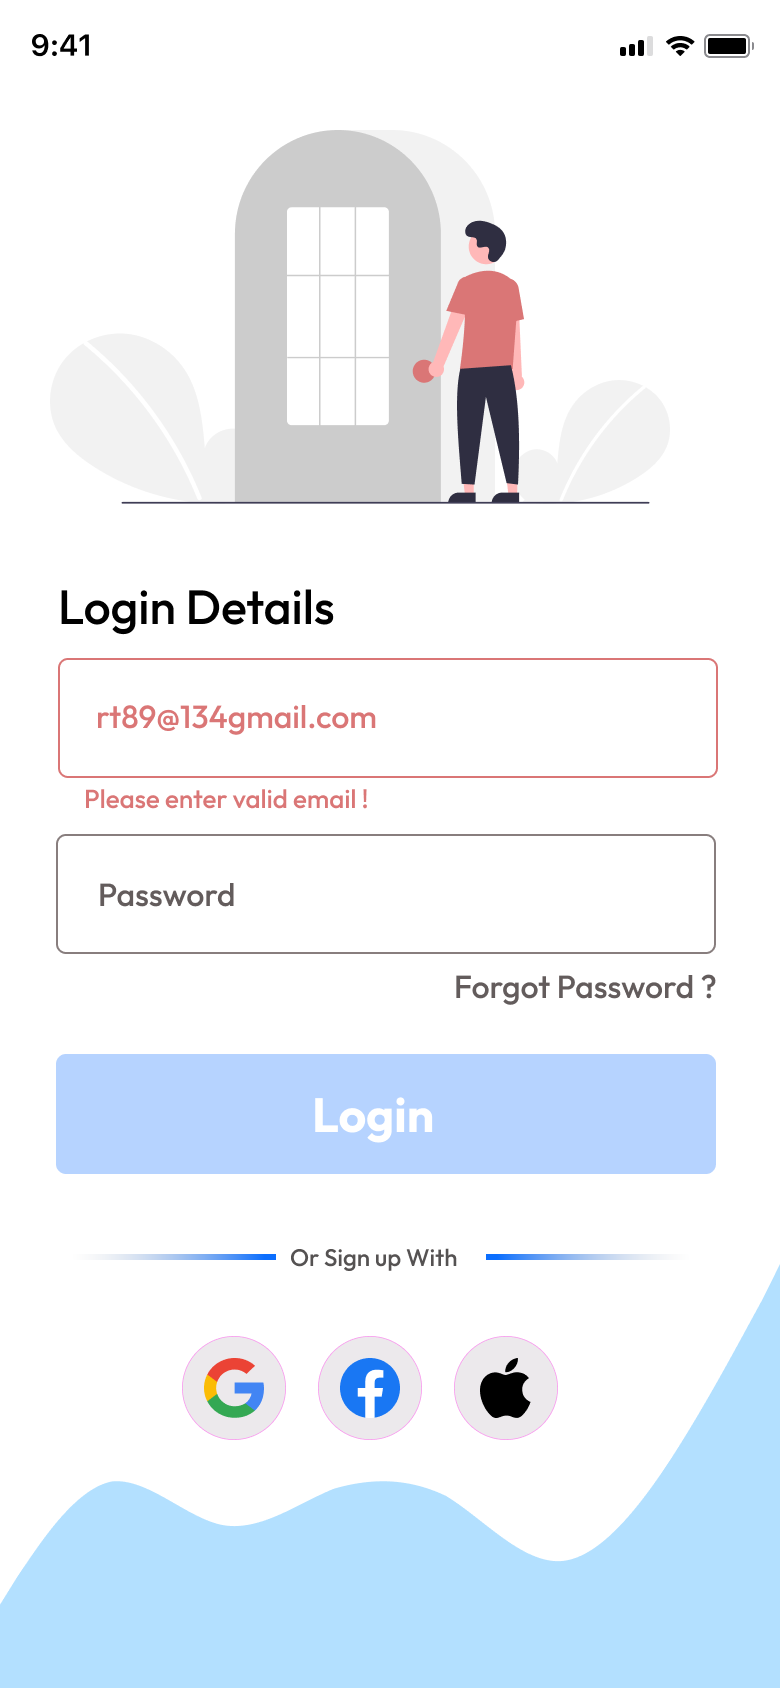 9:41
Login Details
rt89@134gmail.com
Please enter valid email !
Password
Forgot Password ?
Login
Or Sign up With